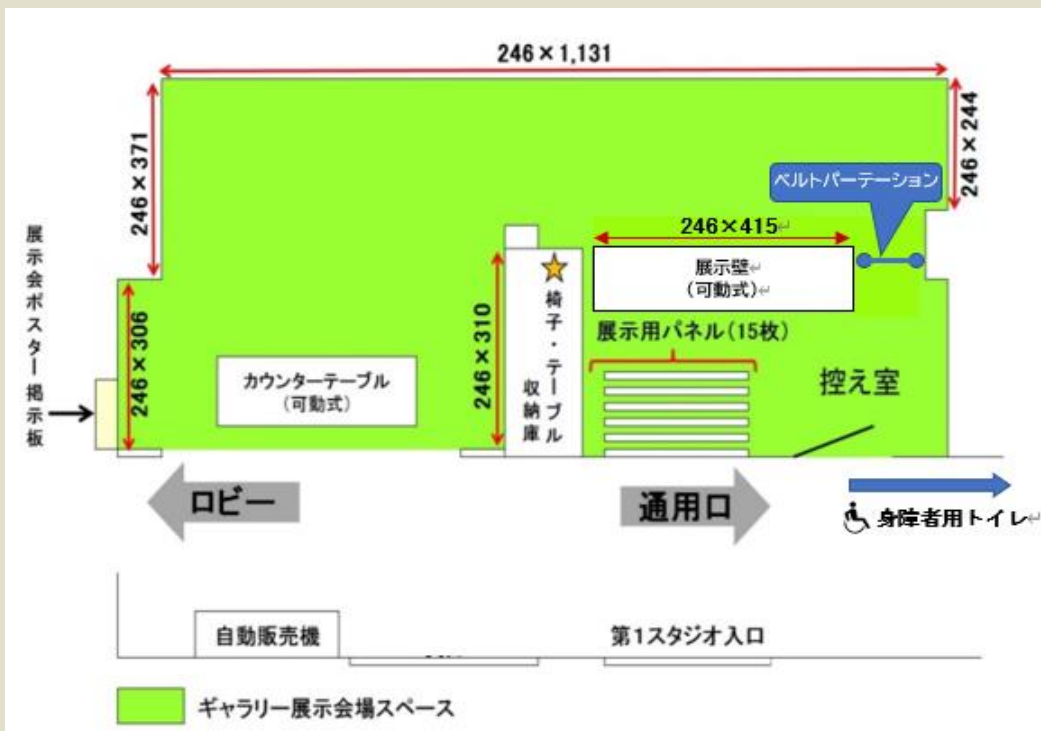 246×1,131
246×371
246×244
ベルトパーテーション
246×415
展示壁
(可動式)
展示会ポスター掲示板
246×306
カウンターテーブル
(可動式)
246×310
椅子・テーブル
収納庫
展示用パネル(15枚)
控え室
ロビー
通用口
身障者用トイレ
自動販売機
第1スタジオ入口
ギャラリー展示会場スペース